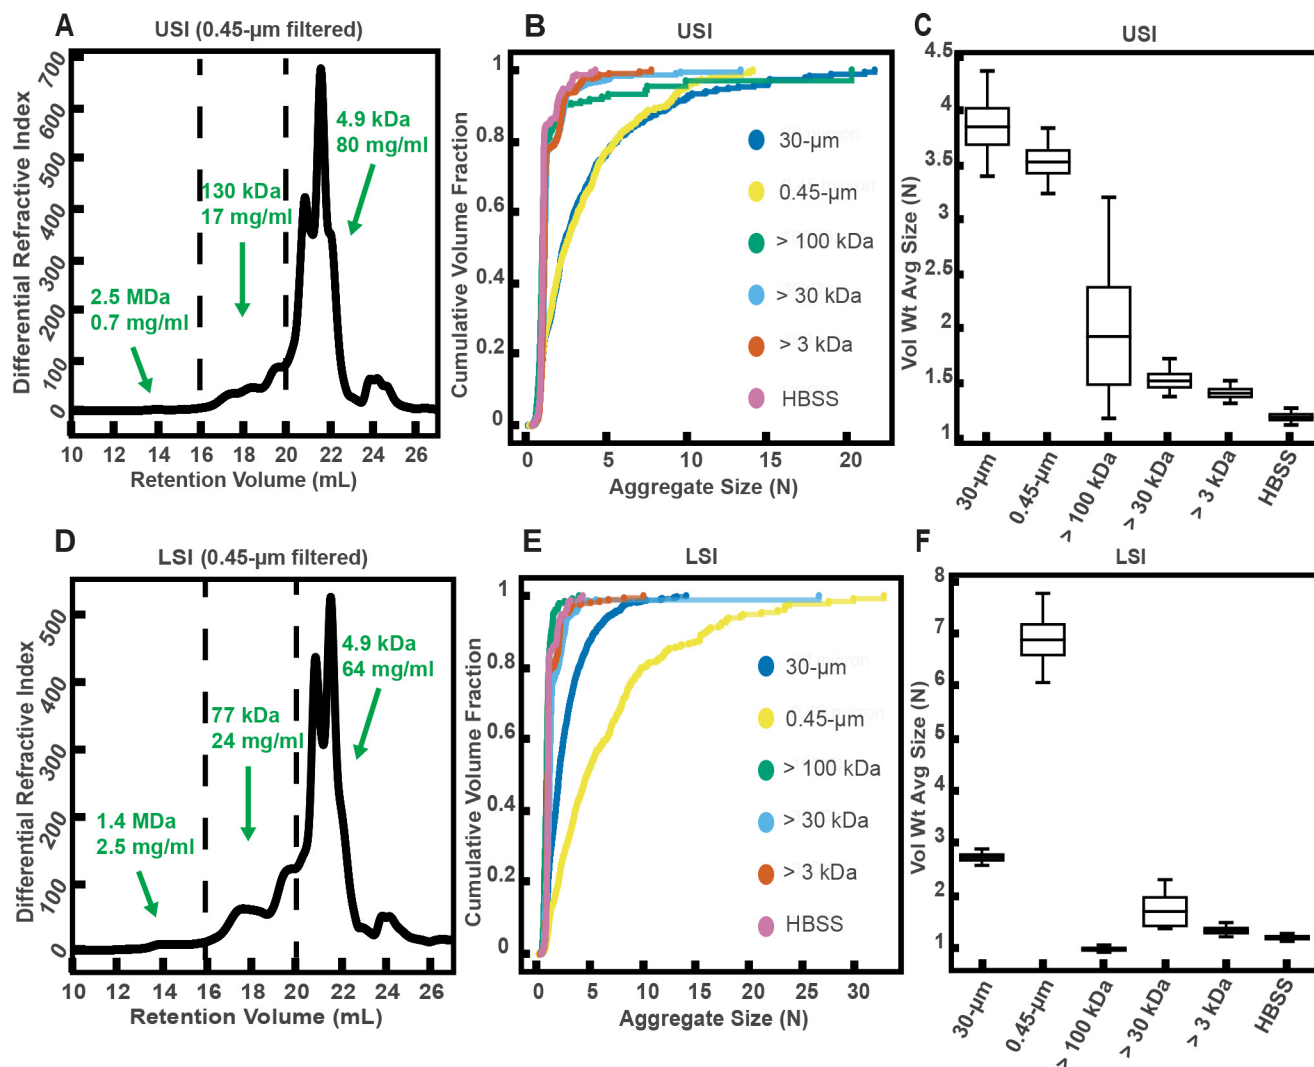 A
USI (0.45-µm filtered)
Differential Refractive Index
700
600
500
400
300
200
100
0
2.5 MDa
0.7 mg/ml
130 kDa
17 mg/ml
4.9 kDa
80 mg/ml
10 12 14 16 18 20 22 24 26
Retention Volume (mL)
B
USI
Cumulative Volume Fraction
1
0.8
0.6
0.4
0.2
0
30-µm
0.45-µm
> 100 kDa
> 30 kDa
> 3 kDa
HBSS
0 5 10 15 20
Aggregate Size (N)
C
USI
Vol Wt Avg Size (N)
4.5
4
3.5
3
2.5
2
1.5
1
30-µm
0.45-µm
> 100 kDa
> 30 kDa
> 3 kDa
HBSS
D
LSI (0.45-µm filtered)
Differential Refractive Index
500
400
300
200
100
0
1.4 MDa
2.5 mg/ml
77 kDa
24 mg/ml
4.9 kDa
64 mg/ml
10 12 14 16 18 20 22 24 26
Retention Volume (mL)
E
LSI
Cumulative Volume Fraction
1
0.8
0.6
0.4
0.2
0
30-µm
0.45-µm
> 100 kDa
> 30 kDa
> 3 kDa
HBSS
0 5 10 15 20 25 30
Aggregate Size (N)
F
LSI
Vol Wt Avg Size (N)
8
7
6
5
4
3
2
1
30-µm
0.45-µm
> 100 kDa
> 30 kDa
> 3 kDa
HBSS